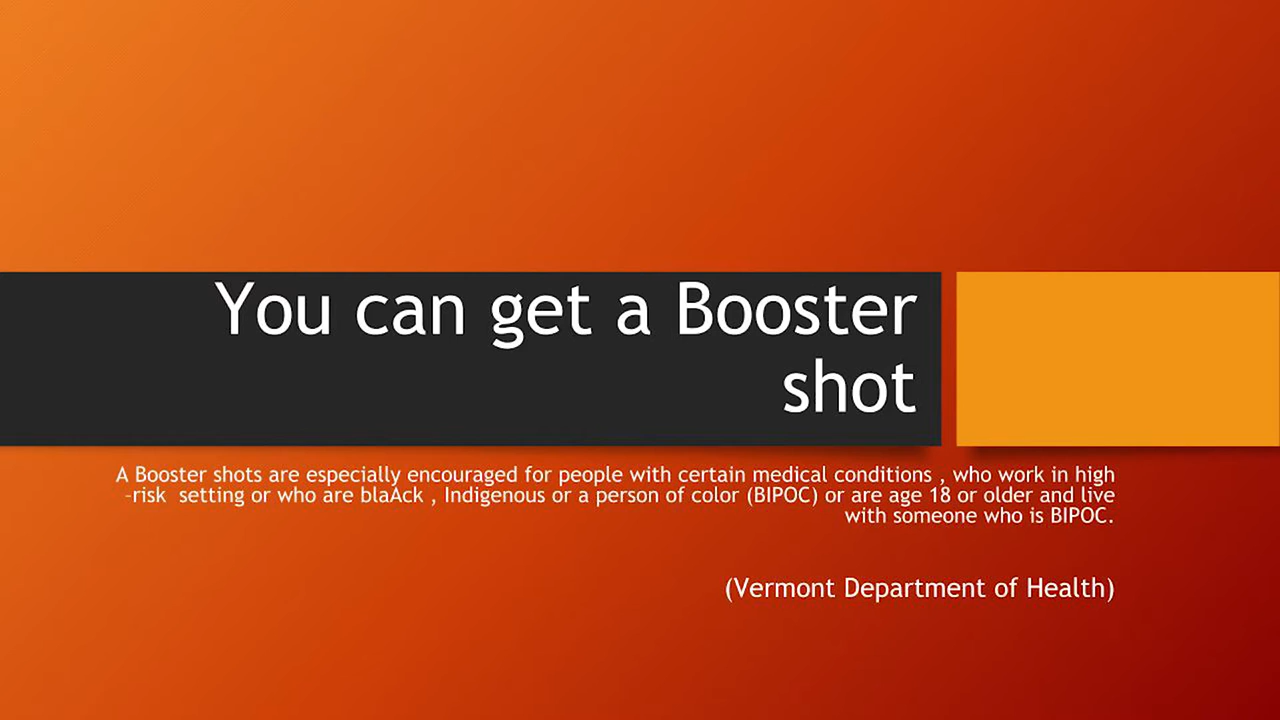 You can get a Booster
shot
A Booster shots are especially encouraged for people with certain medical conditions , who work in high
–risk  setting or who are blaAck , Indigenous or a person of color (BIPOC) or are age 18 or older and live
with someone who is BIPOC.
(Vermont Department of Health)